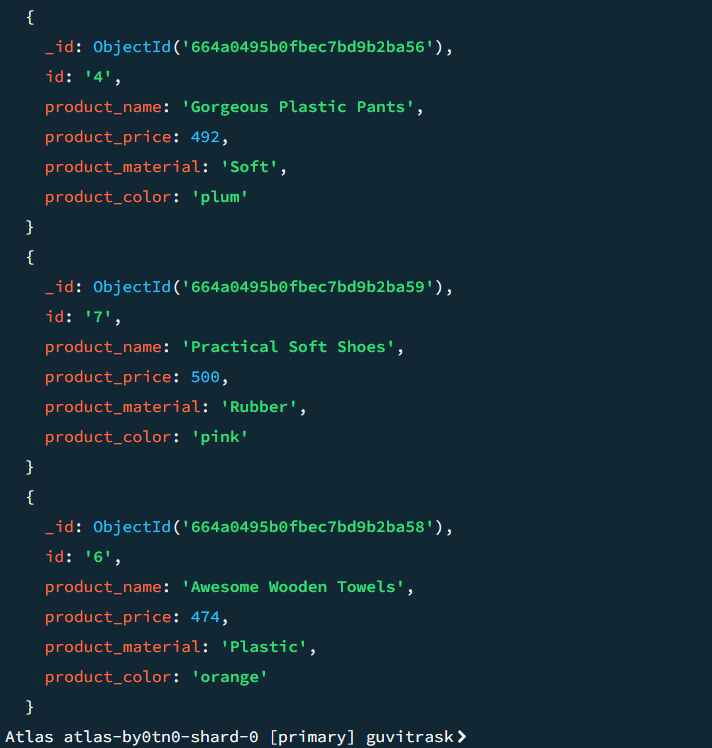 {
_id: ObjectId('664a0495b0fbec7bd9b2ba56'),
id: '4',
product_name: 'Gorgeous Plastic Pants',
product_price: 492,
product_material: 'Soft',
product_color: 'plum'
}
{
_id: ObjectId('664a0495b0fbec7bd9b2ba59'),
id: '7',
product_name: 'Practical Soft Shoes',
product_price: 500,
product_material: 'Rubber',
product_color: 'pink'
}
{
_id: ObjectId('664a0495b0fbec7bd9b2ba58'),
id: '6',
product_name: 'Awesome Wooden Towels',
product_price: 474,
product_material: 'Plastic',
product_color: 'orange'
}
Atlas atlas-by0tn0-shard-0 [primary] guvitrask>